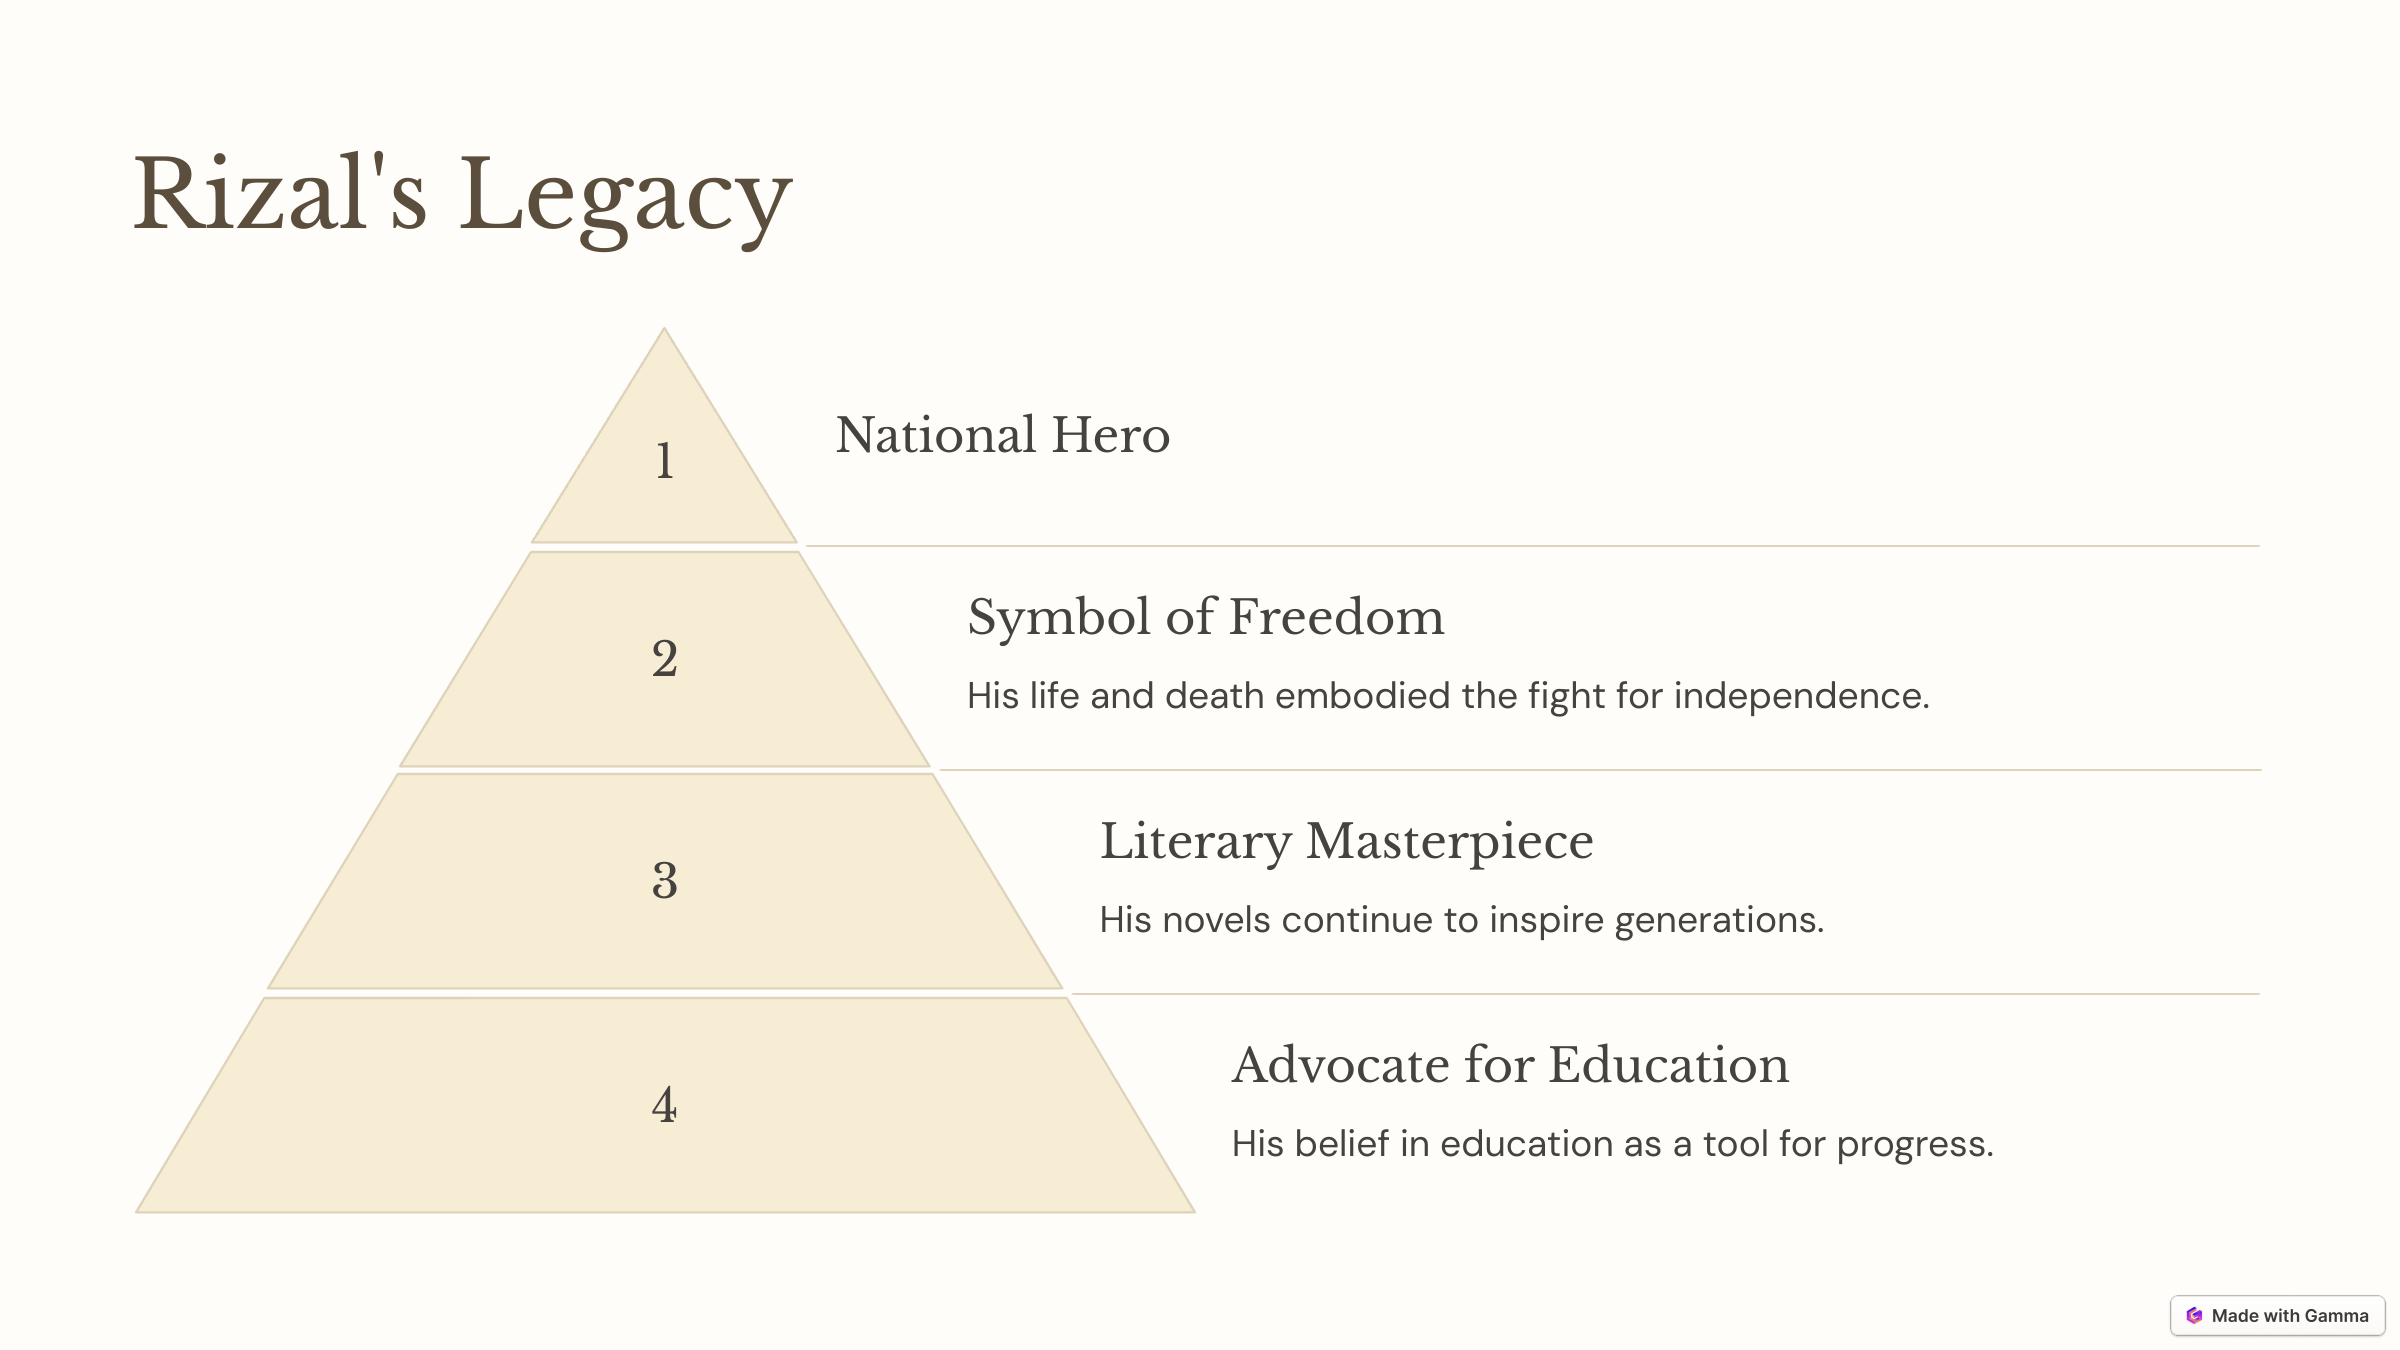 Rizal's Legacy
1
National Hero
2
Symbol of Freedom
His life and death embodied the fight for independence.
3
Literary Masterpiece
His novels continue to inspire generations.
4
Advocate for Education
His belief in education as a tool for progress.
Made with Gamma